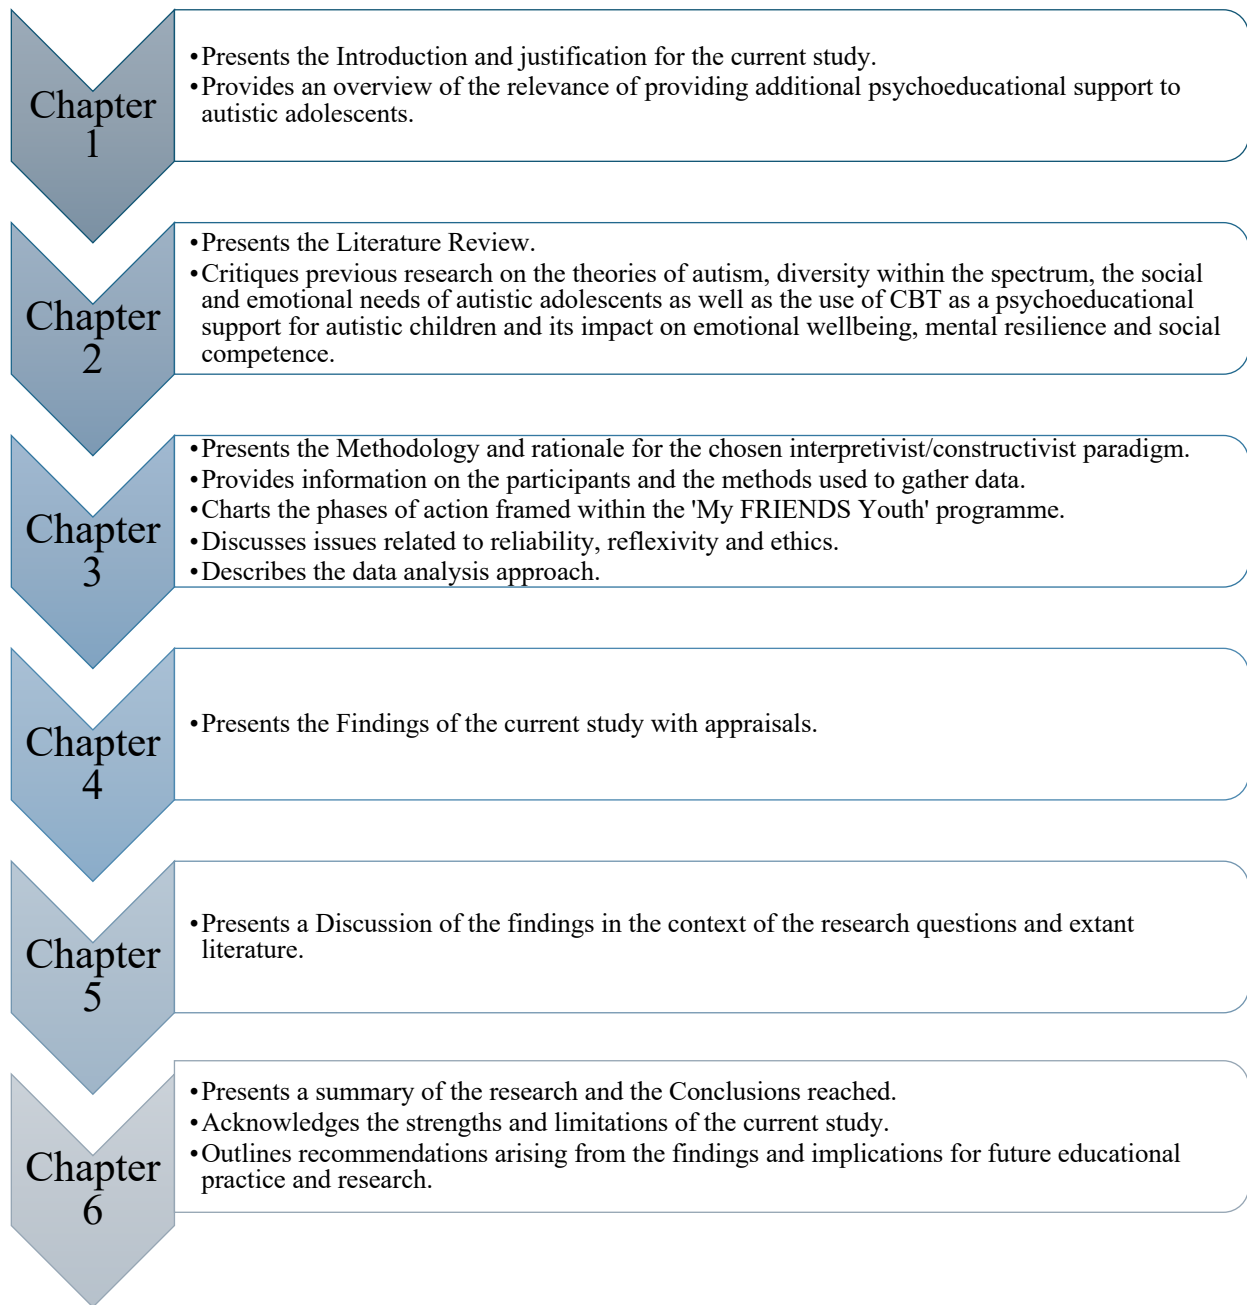 Chapter
1
•Presents the Introduction and justification for the current study.
•Provides an overview of the relevance of providing additional psychoeducational support to
autistic adolescents.
Chapter
2
•Presents the Literature Review.
•Critiques previous research on the theories of autism, diversity within the spectrum, the social
and emotional needs of autistic adolescents as well as the use of CBT as a psychoeducational
support for autistic children and its impact on emotional wellbeing, mental resilience and social
competence.
Chapter
3
•Presents the Methodology and rationale for the chosen interpretivist/constructivist paradigm.
•Provides information on the participants and the methods used to gather data.
•Charts the phases of action framed within the 'My FRIENDS Youth' programme.
•Discusses issues related to reliability, reflexivity and ethics.
•Describes the data analysis approach.
Chapter
4
•Presents the Findings of the current study with appraisals.
Chapter
5
•Presents a Discussion of the findings in the context of the research questions and extant
literature.
Chapter
6
•Presents a summary of the research and the Conclusions reached.
•Acknowledges the strengths and limitations of the current study.
•Outlines recommendations arising from the findings and implications for future educational
practice and research.